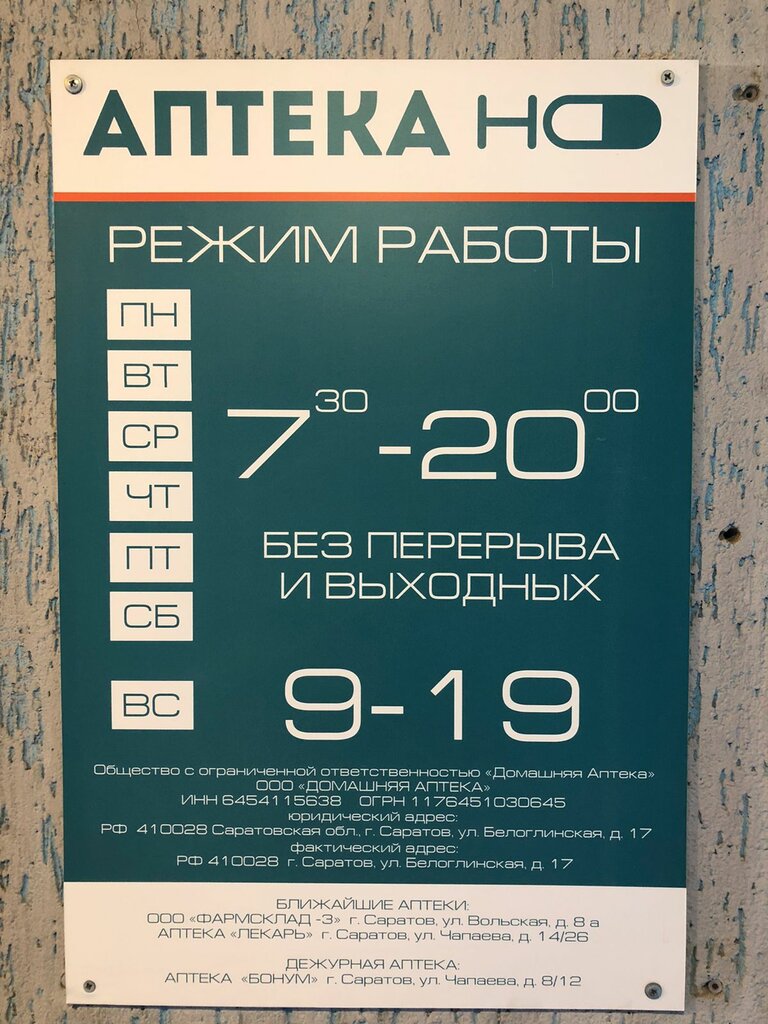 АПТЕКА НО
РЕЖИМ РАБОТЫ
ПН
ВТ
СР
ЧТ
ПТ
СБ
7 30 - 20 00
БЕЗ ПЕРЕРЫВА
И ВЫХОДНЫХ
ВС
9-19
Общество с ограниченной ответственностью «Домашняя Аптека»
ООО «ДОМАШНЯЯ АПТЕКА»
ИНН 6454115638 ОГРН 1176451030645
юридический адрес:
РФ 410028 Саратовская обл., г. Саратов, ул. Белоглинская, д. 17
фактический адрес:
РФ 410028 г. Саратов, ул. Белоглинская, д. 17
БЛИЖАЙШИЕ АПТЕКИ:
ООО «ФАРМСКЛАД -3» г. Саратов, ул. Вольская, д. 8 а
АПТЕКА «ЛЕКАРЬ» г. Саратов, ул. Чапаева, д. 14/26
ДЕЖУРНАЯ АПТЕКА:
АПТЕКА «БОНУМ» г. Саратов, ул. Чапаева, д. 8/12